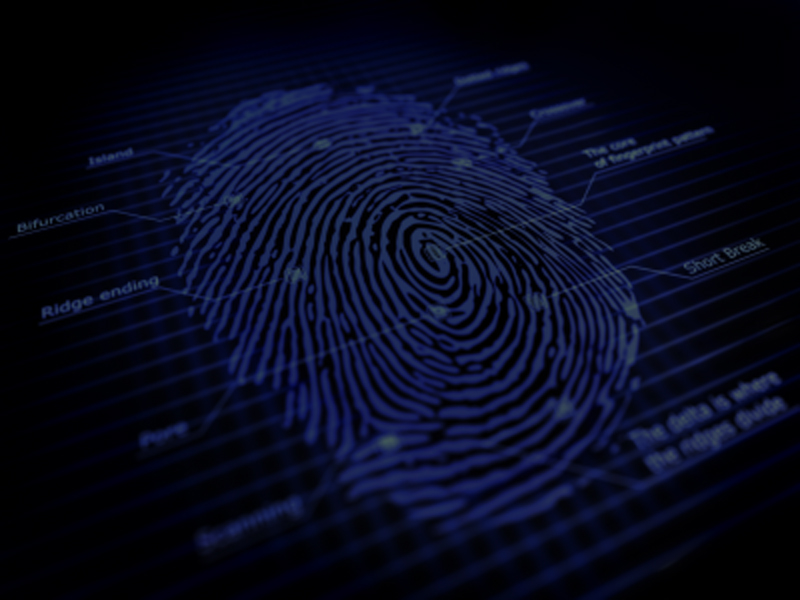 Island
Crossover
The core
of fingerprint pattern
Bifurcation
Short Break
Ridge ending
Pore
The delta is where
the ridges divide
Scanning